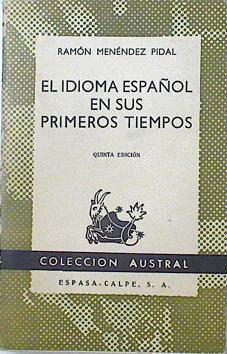 RAMÓN MENÉNDEZ PIDAL
EL IDIOMA ESPAÑOL
EN SUS
PRIMEROS TIEMPOS
QUINTA EDICIÓN
COLECCION AUSTRAL
ESPASA-CALPE, S. A.